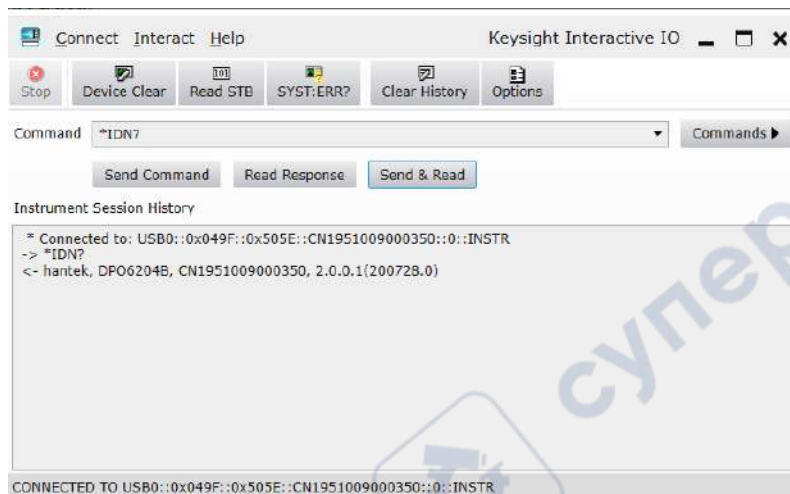 Connect Interact Help Keysight Interactive IO
Stop Device Clear Read STB SYST:ERR? Clear History Options
Command *IDN? Commands
Send Command Read Response Send & Read
Instrument Session History
* Connected to: USB0::0x049F::0x505E::CN1951009000350::0::INSTR
-> *IDN?
<- hantek, DPO6204B, CN1951009000350, 2.0.0.1(200728.0)
супер
CONNECTED TO USB0::0x049F::0x505E::CN1951009000350::0::INSTR